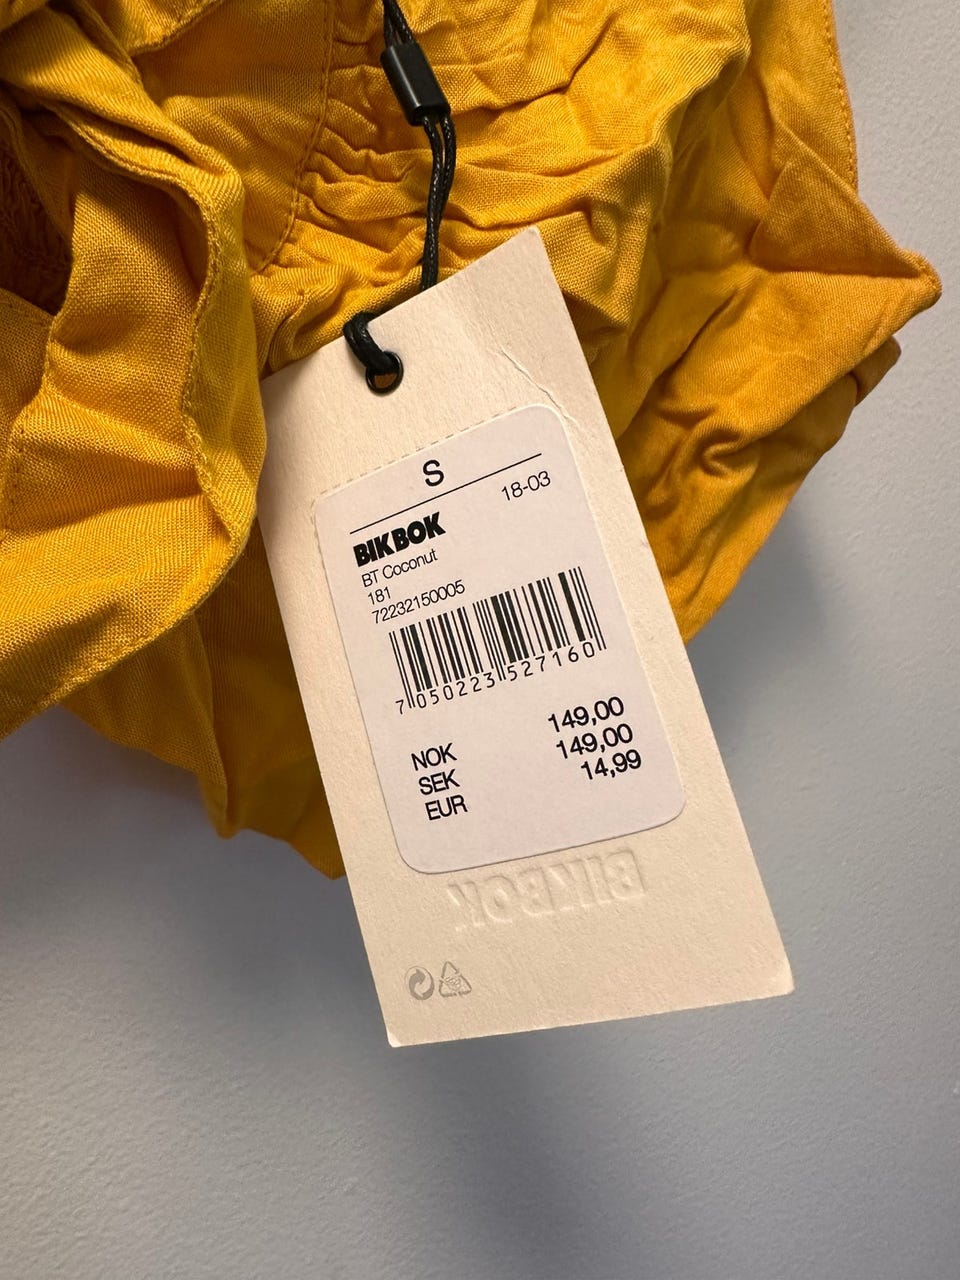 S
18-03
BIKBOK
BT Coconut
181
72232150005
7 050223 527160
NOK 149,00
SEK 149,00
EUR 14,99
BIKBOK